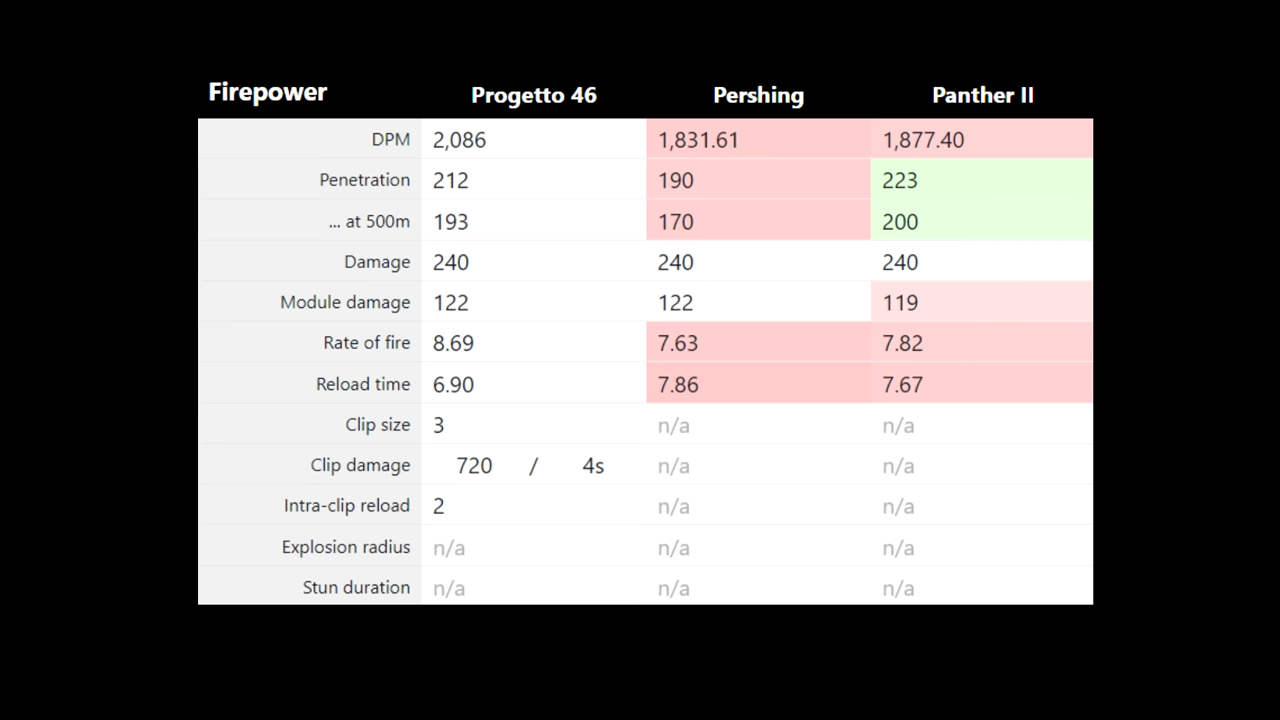 Firepower Progetto 46 Pershing Panther II
DPM 2,086 1,831.61 1,877.40
Penetration 212 190 223
... at 500m 193 170 200
Damage 240 240 240
Module damage 122 122 119
Rate of fire 8.69 7.63 7.82
Reload time 6.90 7.86 7.67
Clip size 3 n/a n/a
Clip damage 720 / 4s n/a n/a
Intra-clip reload 2 n/a n/a
Explosion radius n/a n/a n/a
Stun duration n/a n/a n/a